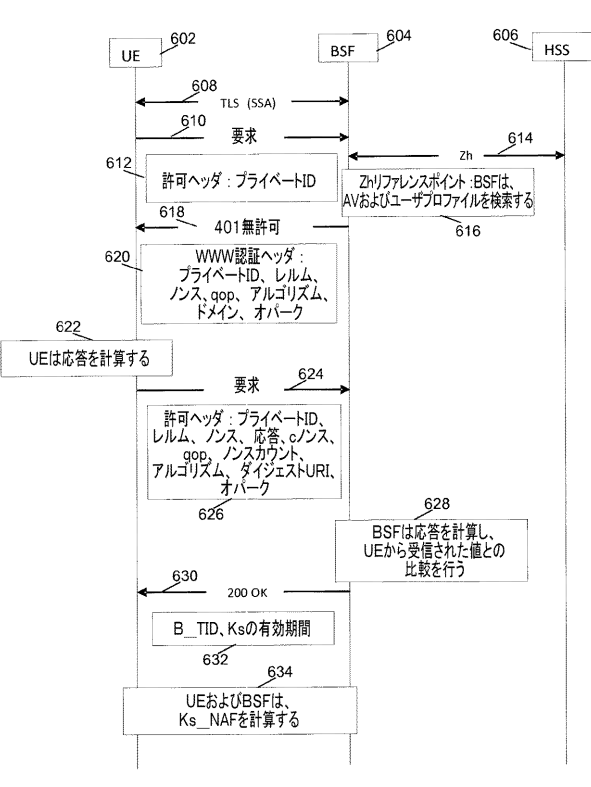 602
604
606
UE
BSF
HSS
608
TLS (SSA)
610
要求
614
Zh
612
許可ヘッダ：プライベートID
Zhリファレンスポイント：BSFは、
AVおよびユーザプロファイルを検索する
616
618
401無許可
620
WWW認証ヘッダ：
プライベートID、レルム、
ノンス、qop、アルゴリズム、
ドメイン、オパーク
622
UEは応答を計算する
要求
624
許可ヘッダ：プライベートID、
レルム、ノンス、応答、cノンス、
qop、ノンスカウント、
アルゴリズム、ダイジェストURI、
オパーク
626
628
BSFは応答を計算し、
UEから受信された値との
比較を行う
630
200 OK
B__TID、Ksの有効期間
632
634
UEおよびBSFは、
Ks__NAFを計算する